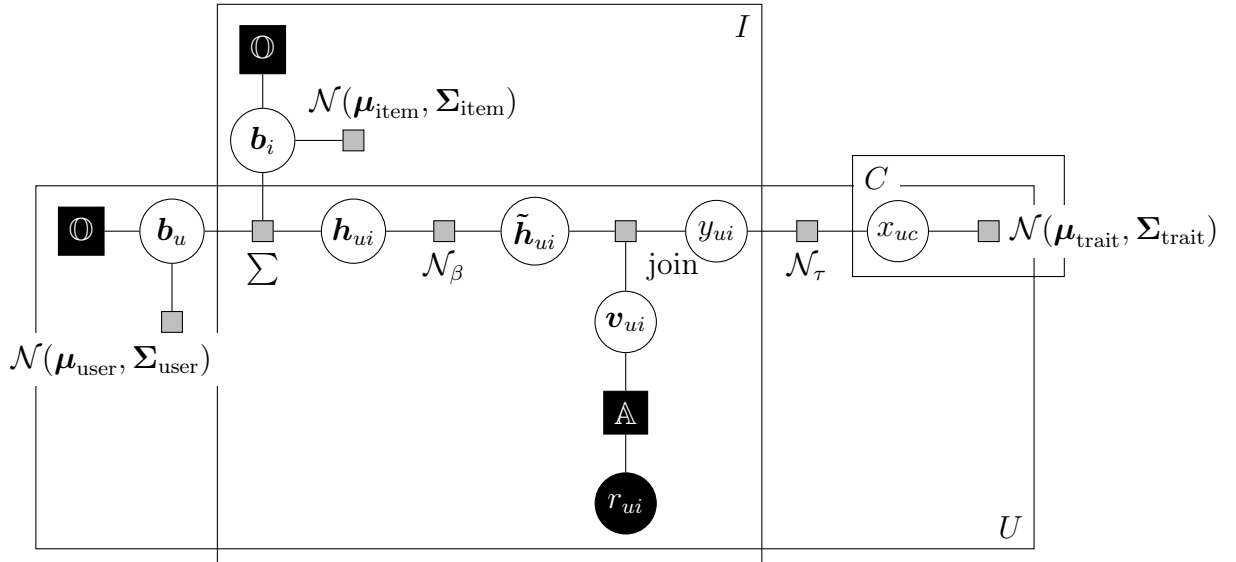 𝕆 I
𝒩(μ_item, Σ_item)
b_i
C
𝕆 b_u h_ui h̃_ui y_ui x_uc 𝒩(μ_trait, Σ_trait)
∑ 𝒩_β join 𝒩_τ
v_ui
𝒩(μ_user, Σ_user)
𝔸
r_ui U